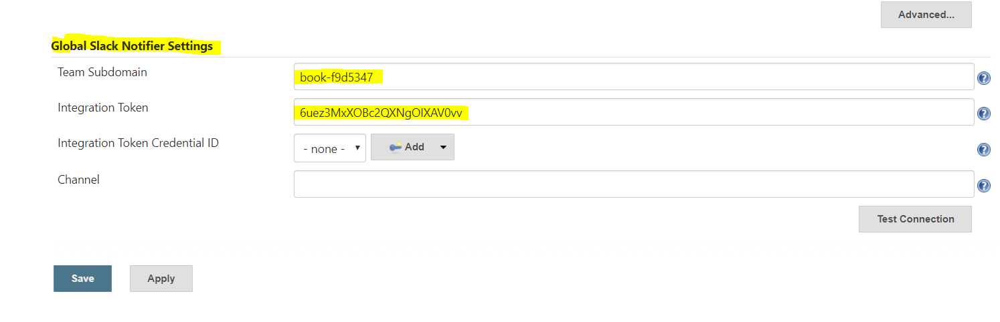 Advanced...
Global Slack Notifier Settings
Team Subdomain
book-f9d5347
Integration Token
6uez3MxXOBc2QXNgOIXAV0vv
Integration Token Credential ID
- none -
Add
Channel
Test Connection
Save
Apply